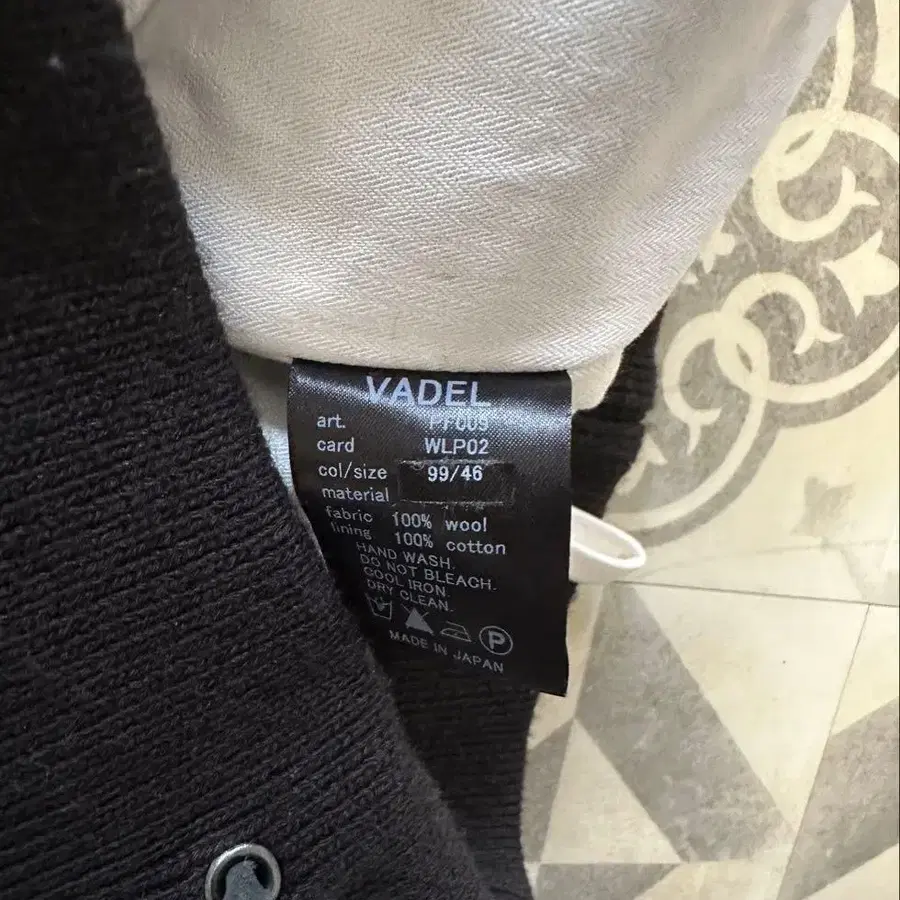 VADEL
art. PF009
card WLP02
col/size 99/46
material
fabric 100% wool
lining 100% cotton
HAND WASH.
DO NOT BLEACH.
COOL IRON.
DRY CLEAN.
P
MADE IN JAPAN